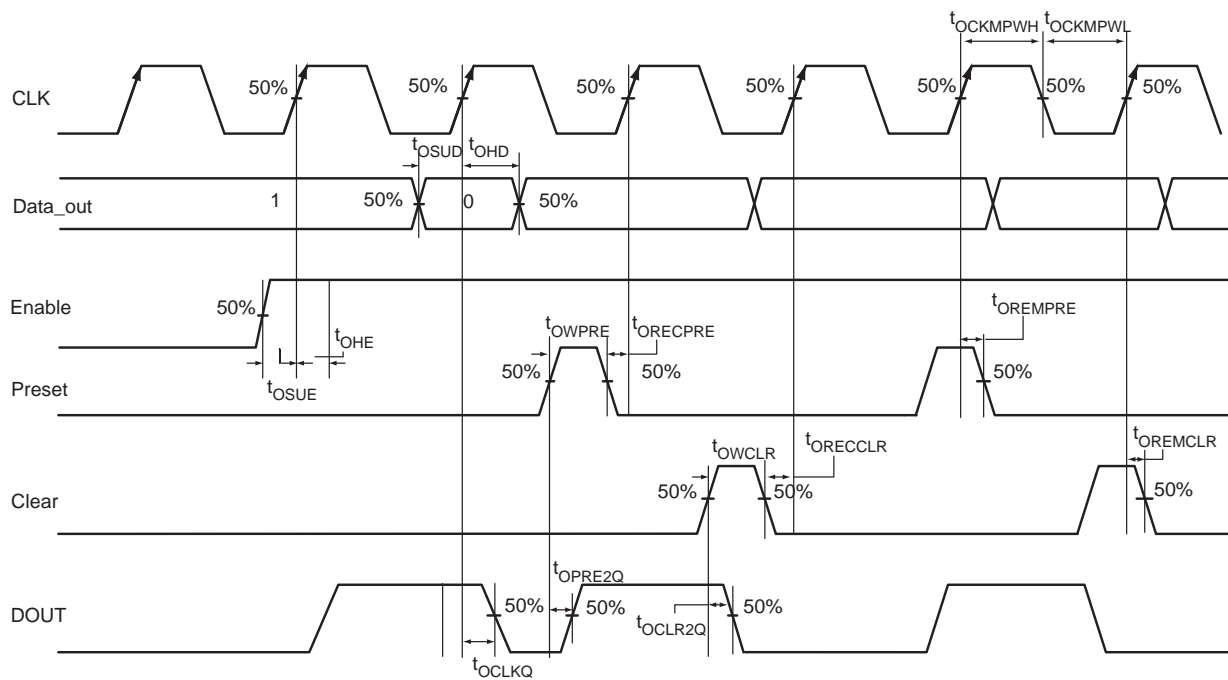 tOCKMPWH tOCKMPWL
CLK 50% 50% 50% 50% 50% 50% 50%
tOSUD tOHD
Data_out 1 50% 0 50%
Enable 50%
tOHE
tOSUE
tOWPRE tORECPRE tOREMPRE
Preset 50% 50% 50%
tOWCLR tORECCLR tOREMCLR
Clear 50% 50% 50%
tOPRE2Q
DOUT 50% 50% 50%
tOCLR2Q
tOCLKQ